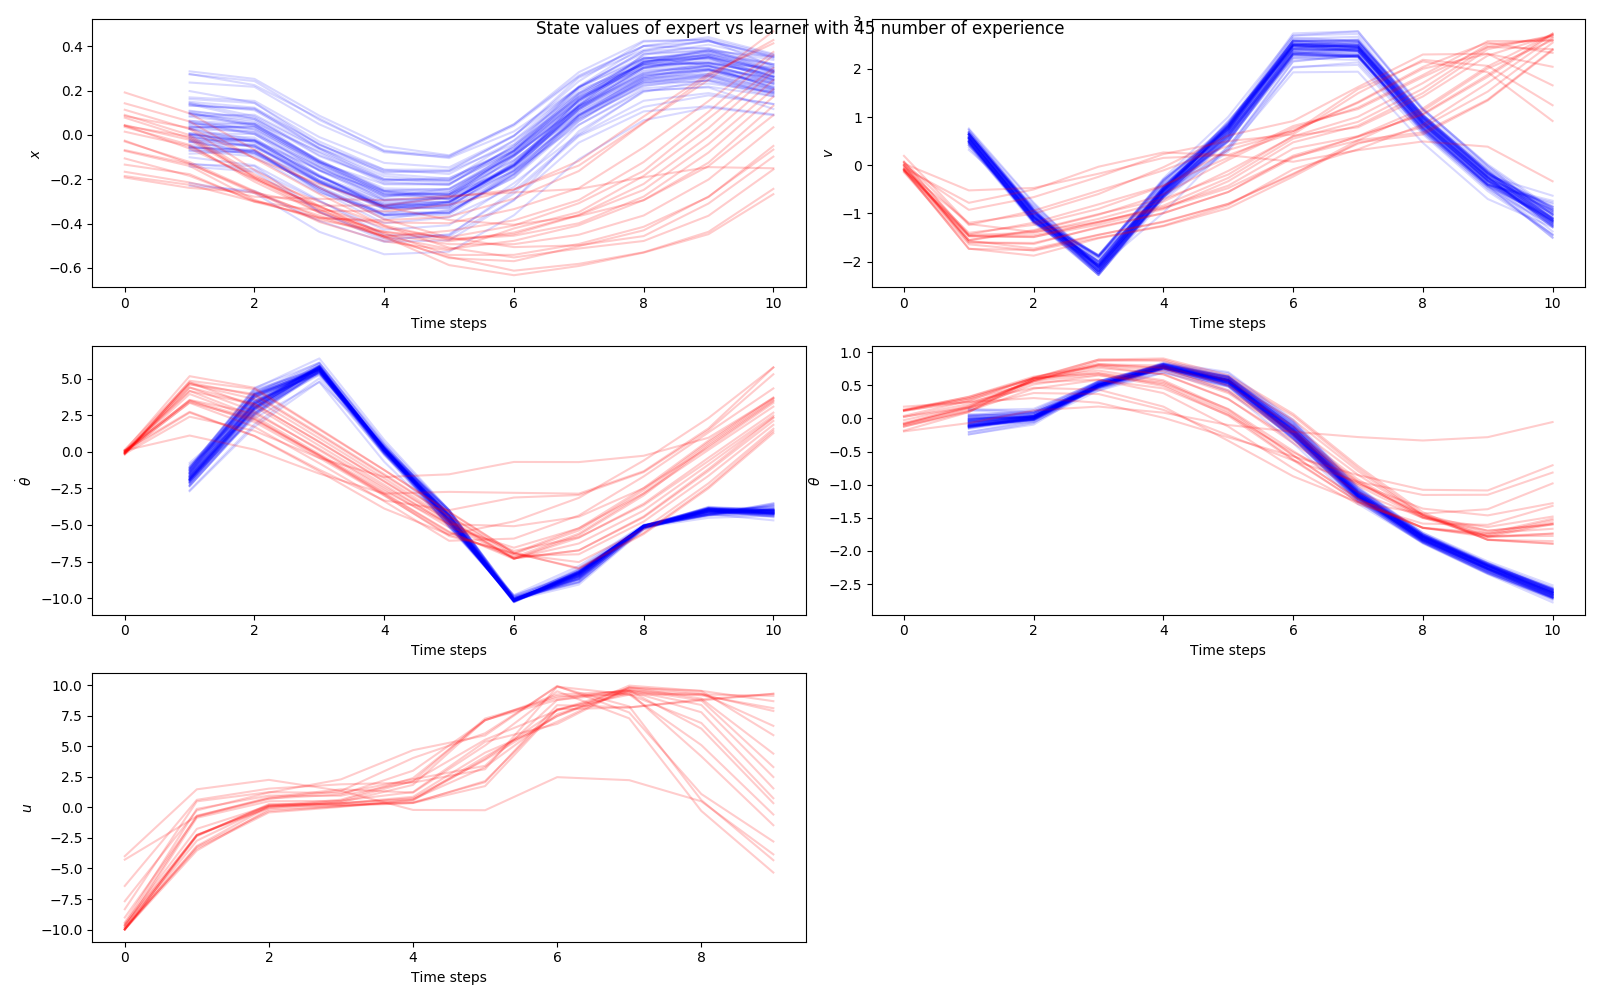 State values of expert vs learner with 45 number of experience
0.4
0.2
0.0
−0.2
−0.4
−0.6
x
0 2 4 6 8 10
Time steps
3
2
1
0
−1
−2
v
0 2 4 6 8 10
Time steps
5.0
2.5
0.0
−2.5
−5.0
−7.5
−10.0
θ̇
0 2 4 6 8 10
Time steps
1.0
0.5
0.0
−0.5
−1.0
−1.5
−2.0
−2.5
θ
0 2 4 6 8 10
Time steps
10.0
7.5
5.0
2.5
0.0
−2.5
−5.0
−7.5
−10.0
u
0 2 4 6 8
Time steps